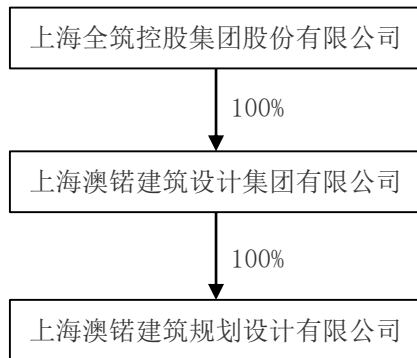 上海全筑控股集团股份有限公司
100%
上海澳锘建筑设计集团有限公司
100%
上海澳锘建筑规划设计有限公司